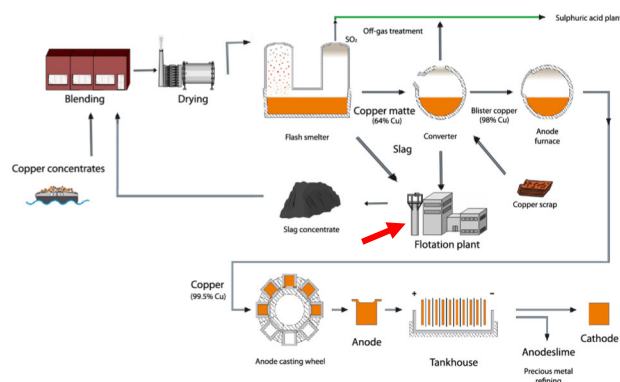 Sulphuric acid plant
SO₂
Off-gas treatment
Blending
Drying
Flash smelter
Copper matte
(64% Cu)
Converter
Blister copper
(98% Cu)
Anode
furnace
Slag
Copper concentrates
Slag concentrate
Flotation plant
Copper scrap
Copper
(99.5% Cu)
Anode casting wheel
Anode
+
–
Tankhouse
Anodeslime
Precious metal
refining
Cathode